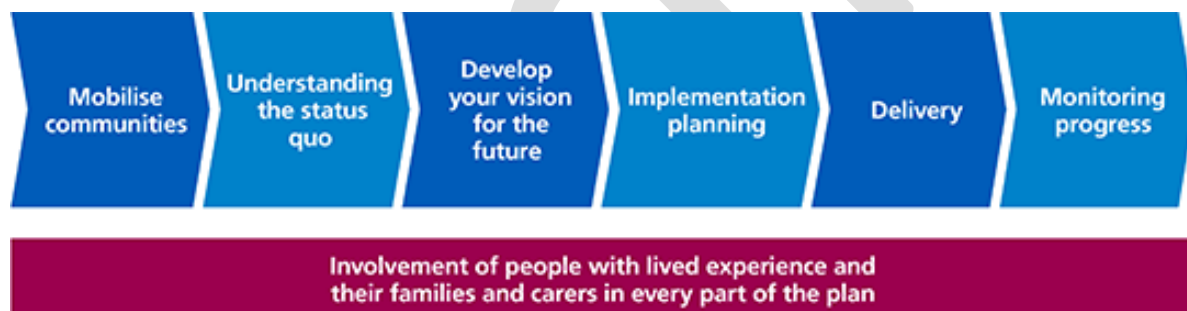 Mobilise
communities
Understanding
the status
quo
Develop
your vision
for the
future
Implementation
planning
Delivery
Monitoring
progress
Involvement of people with lived experience and
their families and carers in every part of the plan